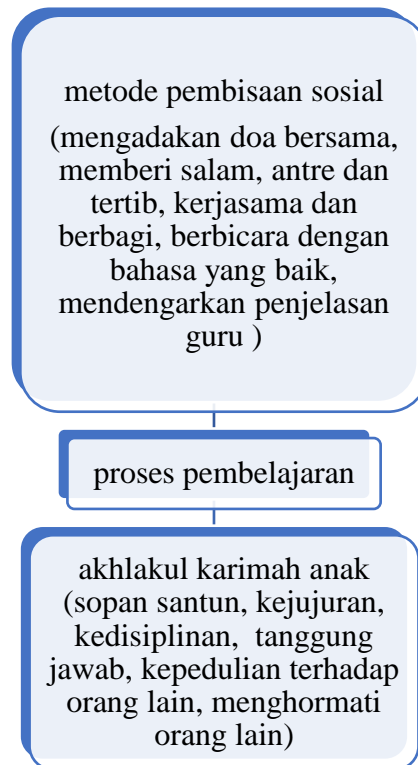 metode pembisaan sosial
(mengadakan doa bersama,
memberi salam, antre dan
tertib, kerjasama dan
berbagi, berbicara dengan
bahasa yang baik,
mendengarkan penjelasan
guru )
proses pembelajaran
akhlakul karimah anak
(sopan santun, kejujuran,
kedisiplinan, tanggung
jawab, kepedulian terhadap
orang lain, menghormati
orang lain)